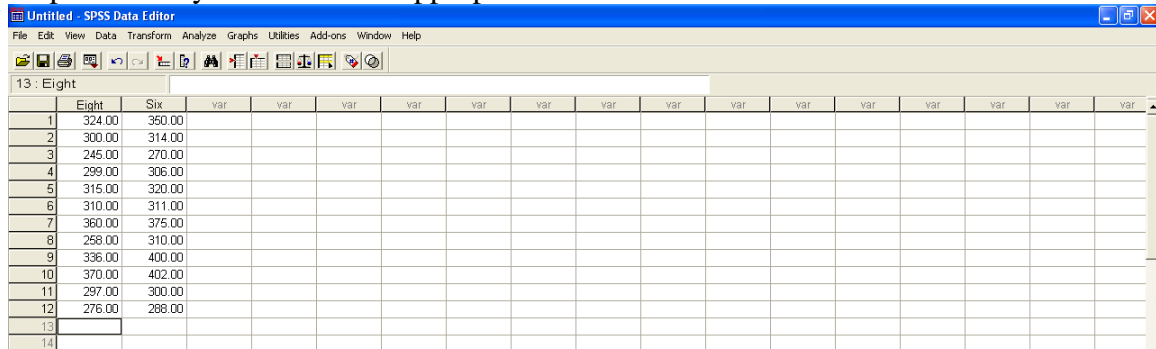 Untitled - SPSS Data Editor
File Edit View Data Transform Analyze Graphs Utilities Add-ons Window Help
13 : Eight
Eight Six var var var var var var var var var var var var var var
1 324.00 350.00
2 300.00 314.00
3 245.00 270.00
4 299.00 306.00
5 315.00 320.00
6 310.00 311.00
7 360.00 375.00
8 258.00 310.00
9 336.00 400.00
10 370.00 402.00
11 297.00 300.00
12 276.00 288.00
13
14